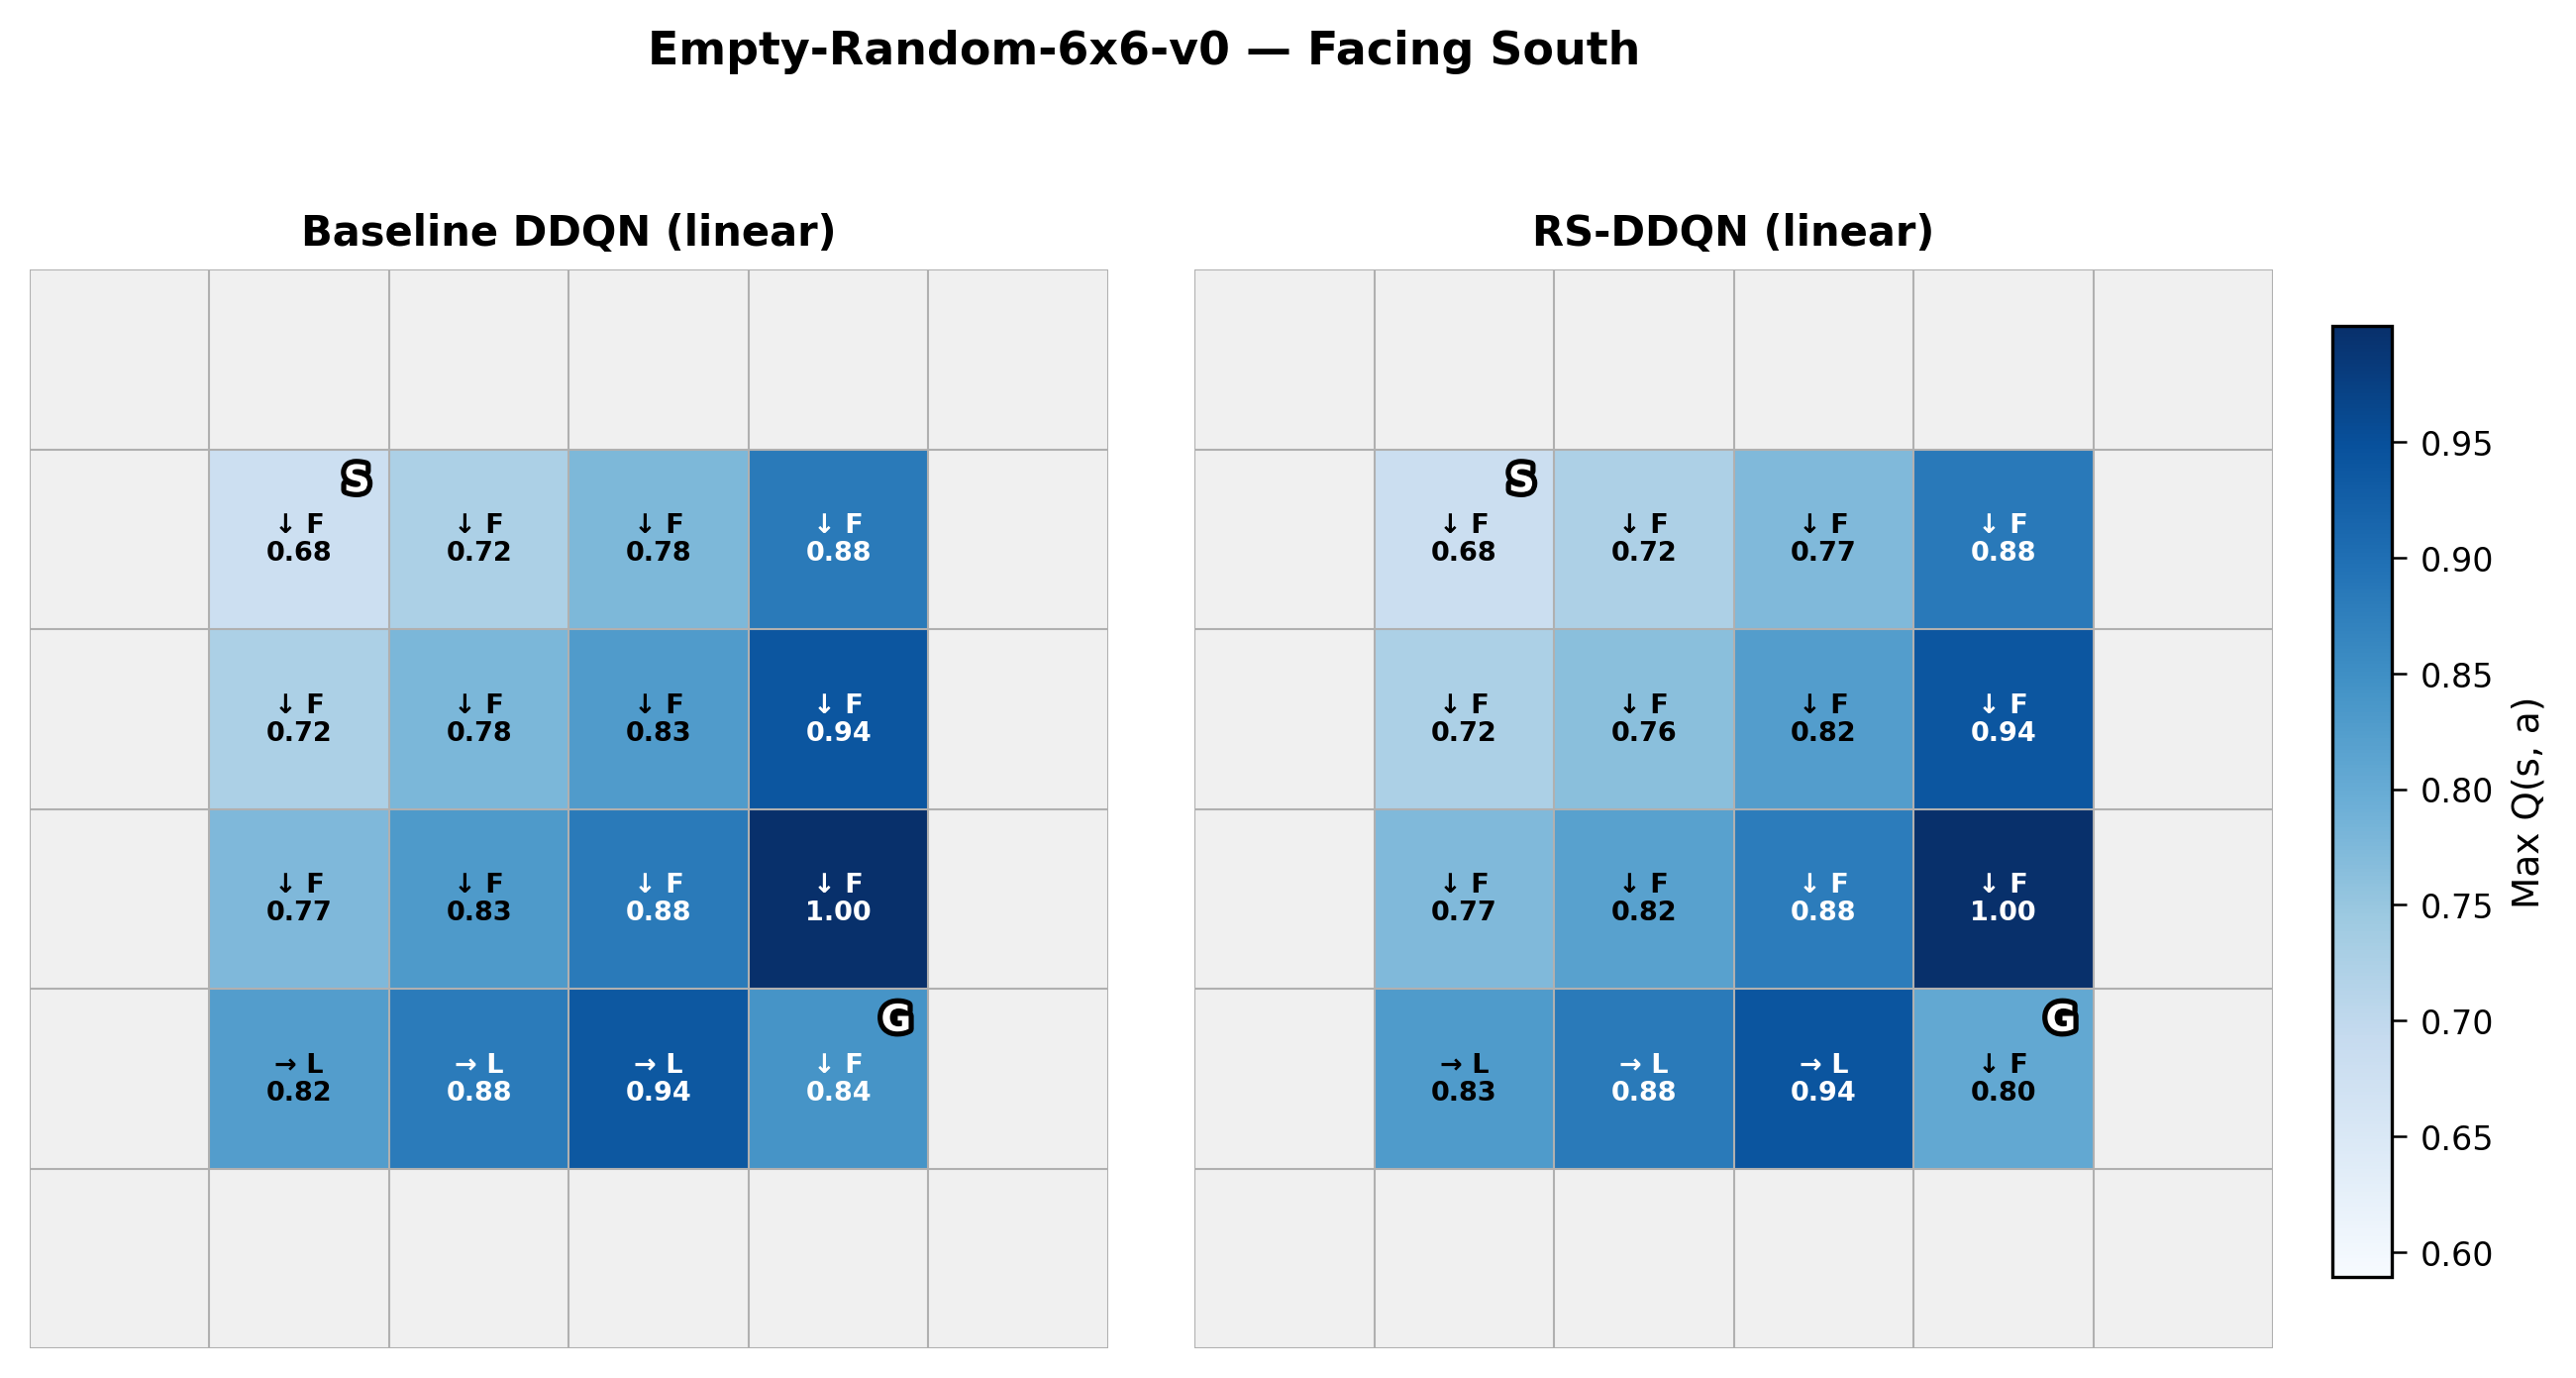 Empty-Random-6x6-v0 — Facing South
Baseline DDQN (linear)
S
↓ F
0.68
↓ F
0.72
↓ F
0.78
↓ F
0.88
↓ F
0.72
↓ F
0.78
↓ F
0.83
↓ F
0.94
↓ F
0.77
↓ F
0.83
↓ F
0.88
↓ F
1.00
G
→ L
0.82
→ L
0.88
→ L
0.94
↓ F
0.84
RS-DDQN (linear)
S
↓ F
0.68
↓ F
0.72
↓ F
0.77
↓ F
0.88
↓ F
0.72
↓ F
0.76
↓ F
0.82
↓ F
0.94
↓ F
0.77
↓ F
0.82
↓ F
0.88
↓ F
1.00
G
→ L
0.83
→ L
0.88
→ L
0.94
↓ F
0.80
0.95
0.90
0.85
0.80
0.75
0.70
0.65
0.60
Max Q(s, a)